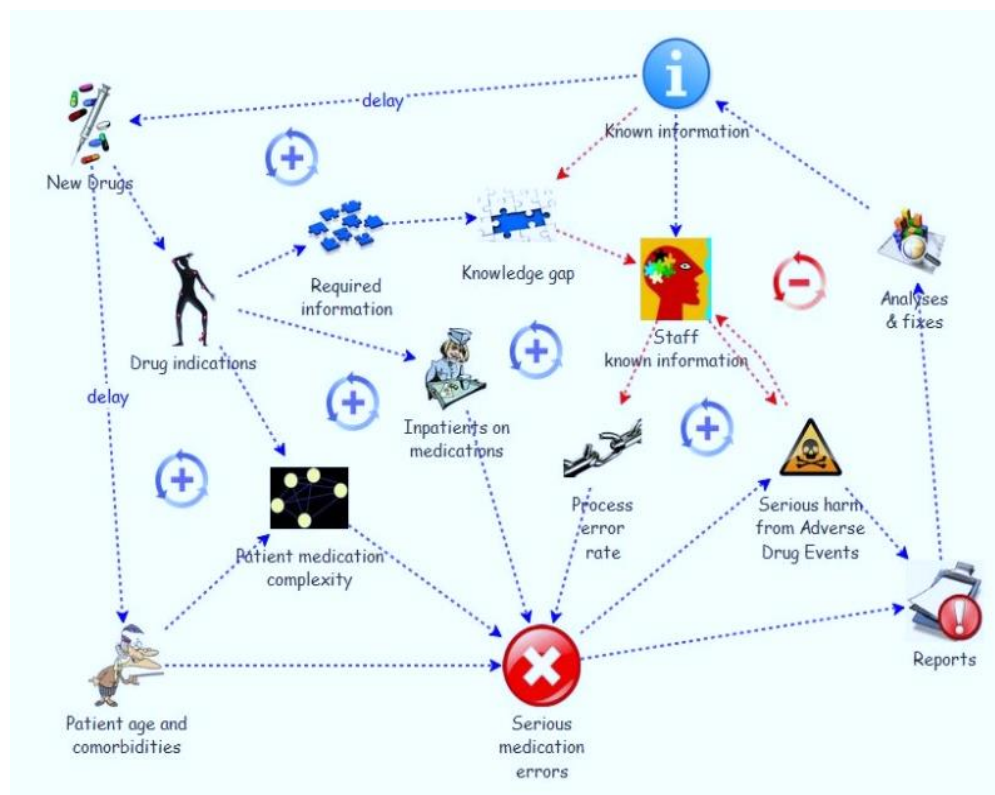 delay
Known information
New Drugs
Knowledge gap
Required
information
Analyses
& fixes
Staff
known information
Drug indications
delay
Inpatients on
medications
Process
error
rate
Serious harm
from Adverse
Drug Events
Patient medication
complexity
Reports
Patient age and
comorbidities
Serious
medication
errors